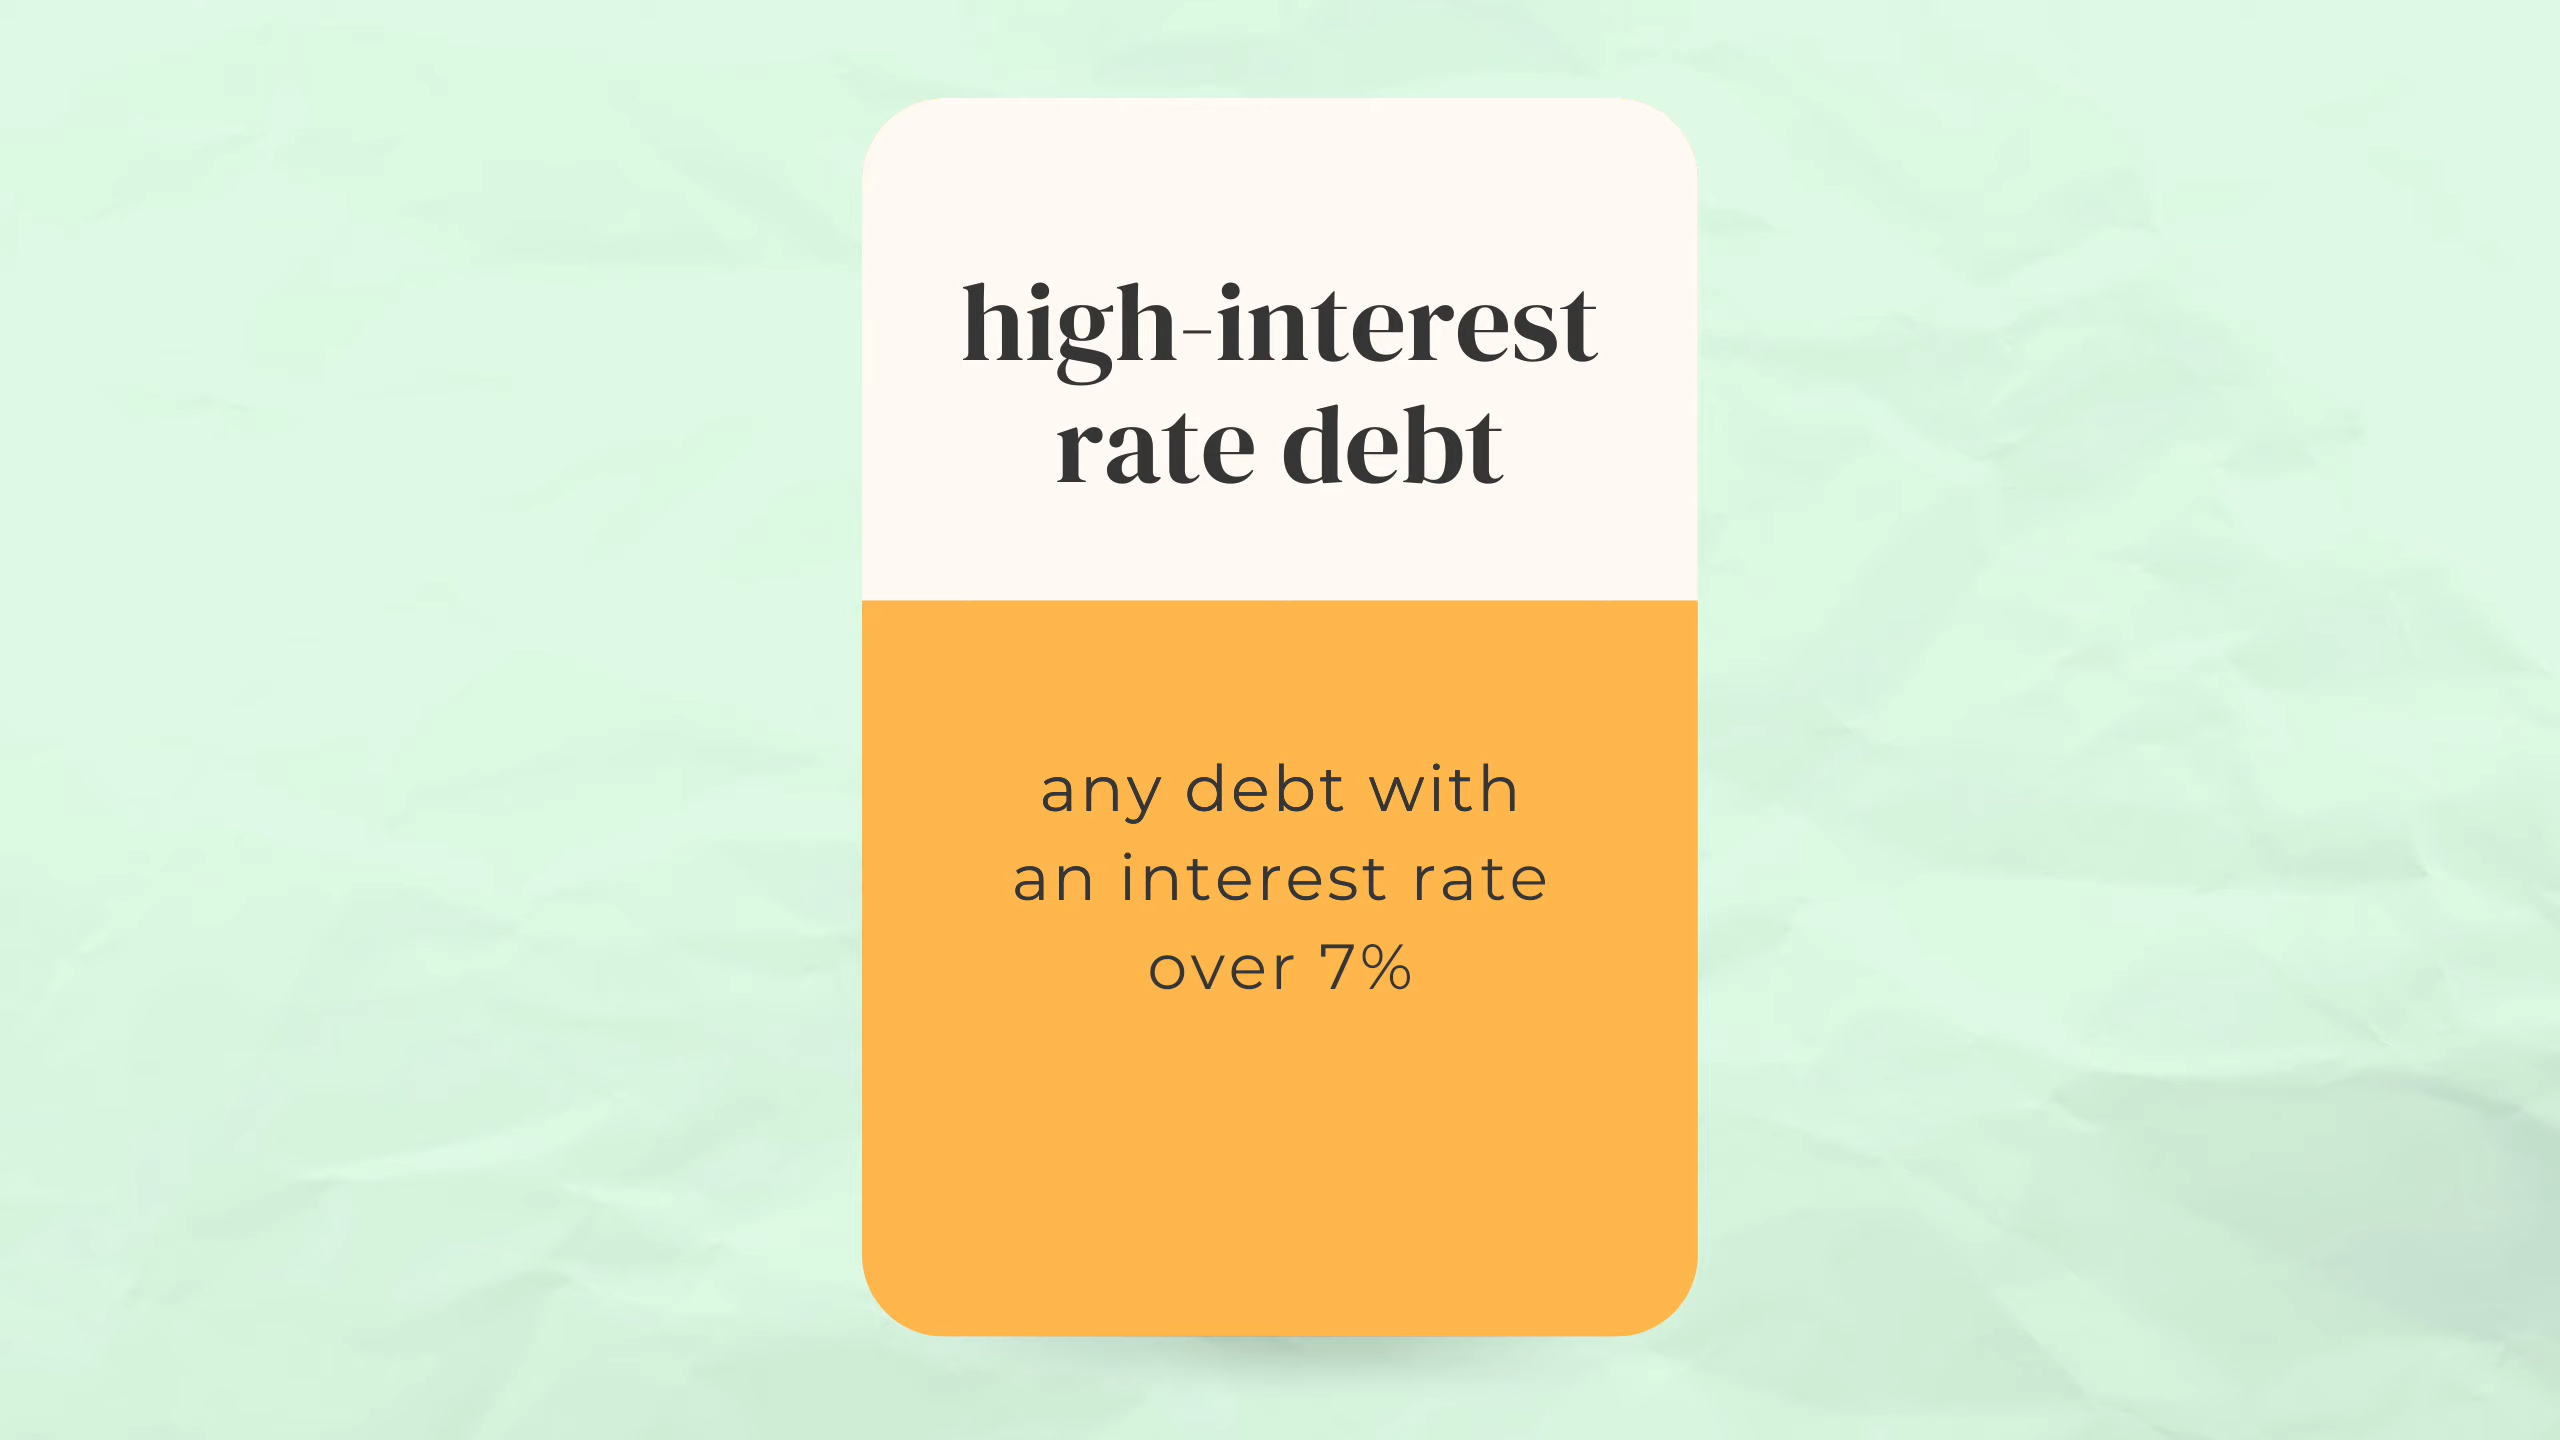 high-interest
rate debt
any debt with
an interest rate
over 7%